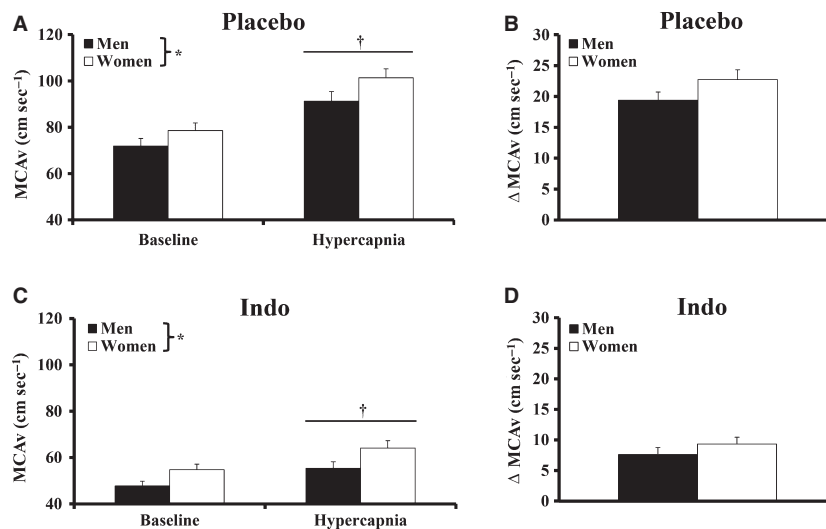 A
Placebo
120
100
80
60
40
MCAv (cm sec⁻¹)
Men
Women
*
†
Baseline
Hypercapnia
B
Placebo
30
25
20
15
10
5
0
Δ MCAv (cm sec⁻¹)
Men
Women
C
Indo
120
100
80
60
40
MCAv (cm sec⁻¹)
Men
Women
*
†
Baseline
Hypercapnia
D
Indo
30
25
20
15
10
5
0
Δ MCAv (cm sec⁻¹)
Men
Women